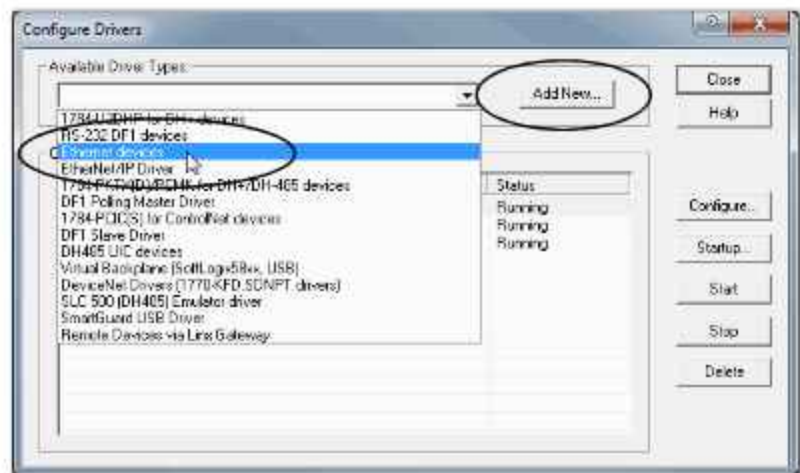 Configure Drivers
Available Driver Types:
Add New...
Close
Help
1784-U2DHP for DH+ devices
RS-232 DF1 devices
Ethernet devices
EtherNet/IP Driver
1784-PKTX(D)/PCMK for DH+/DH-485 devices
DF1 Polling Master Driver
1784-PCIC(S) for ControlNet devices
DF1 Slave Driver
DH485 UIC devices
Virtual Backplane (SoftLogix58xx, USB)
DeviceNet Drivers (1770-KFD,SDNPT drivers)
SLC 500 (DH485) Emulator driver
SmartGuard USB Driver
Remote Devices via Linx Gateway
Status
Running
Running
Running
Configure...
Startup...
Start
Stop
Delete